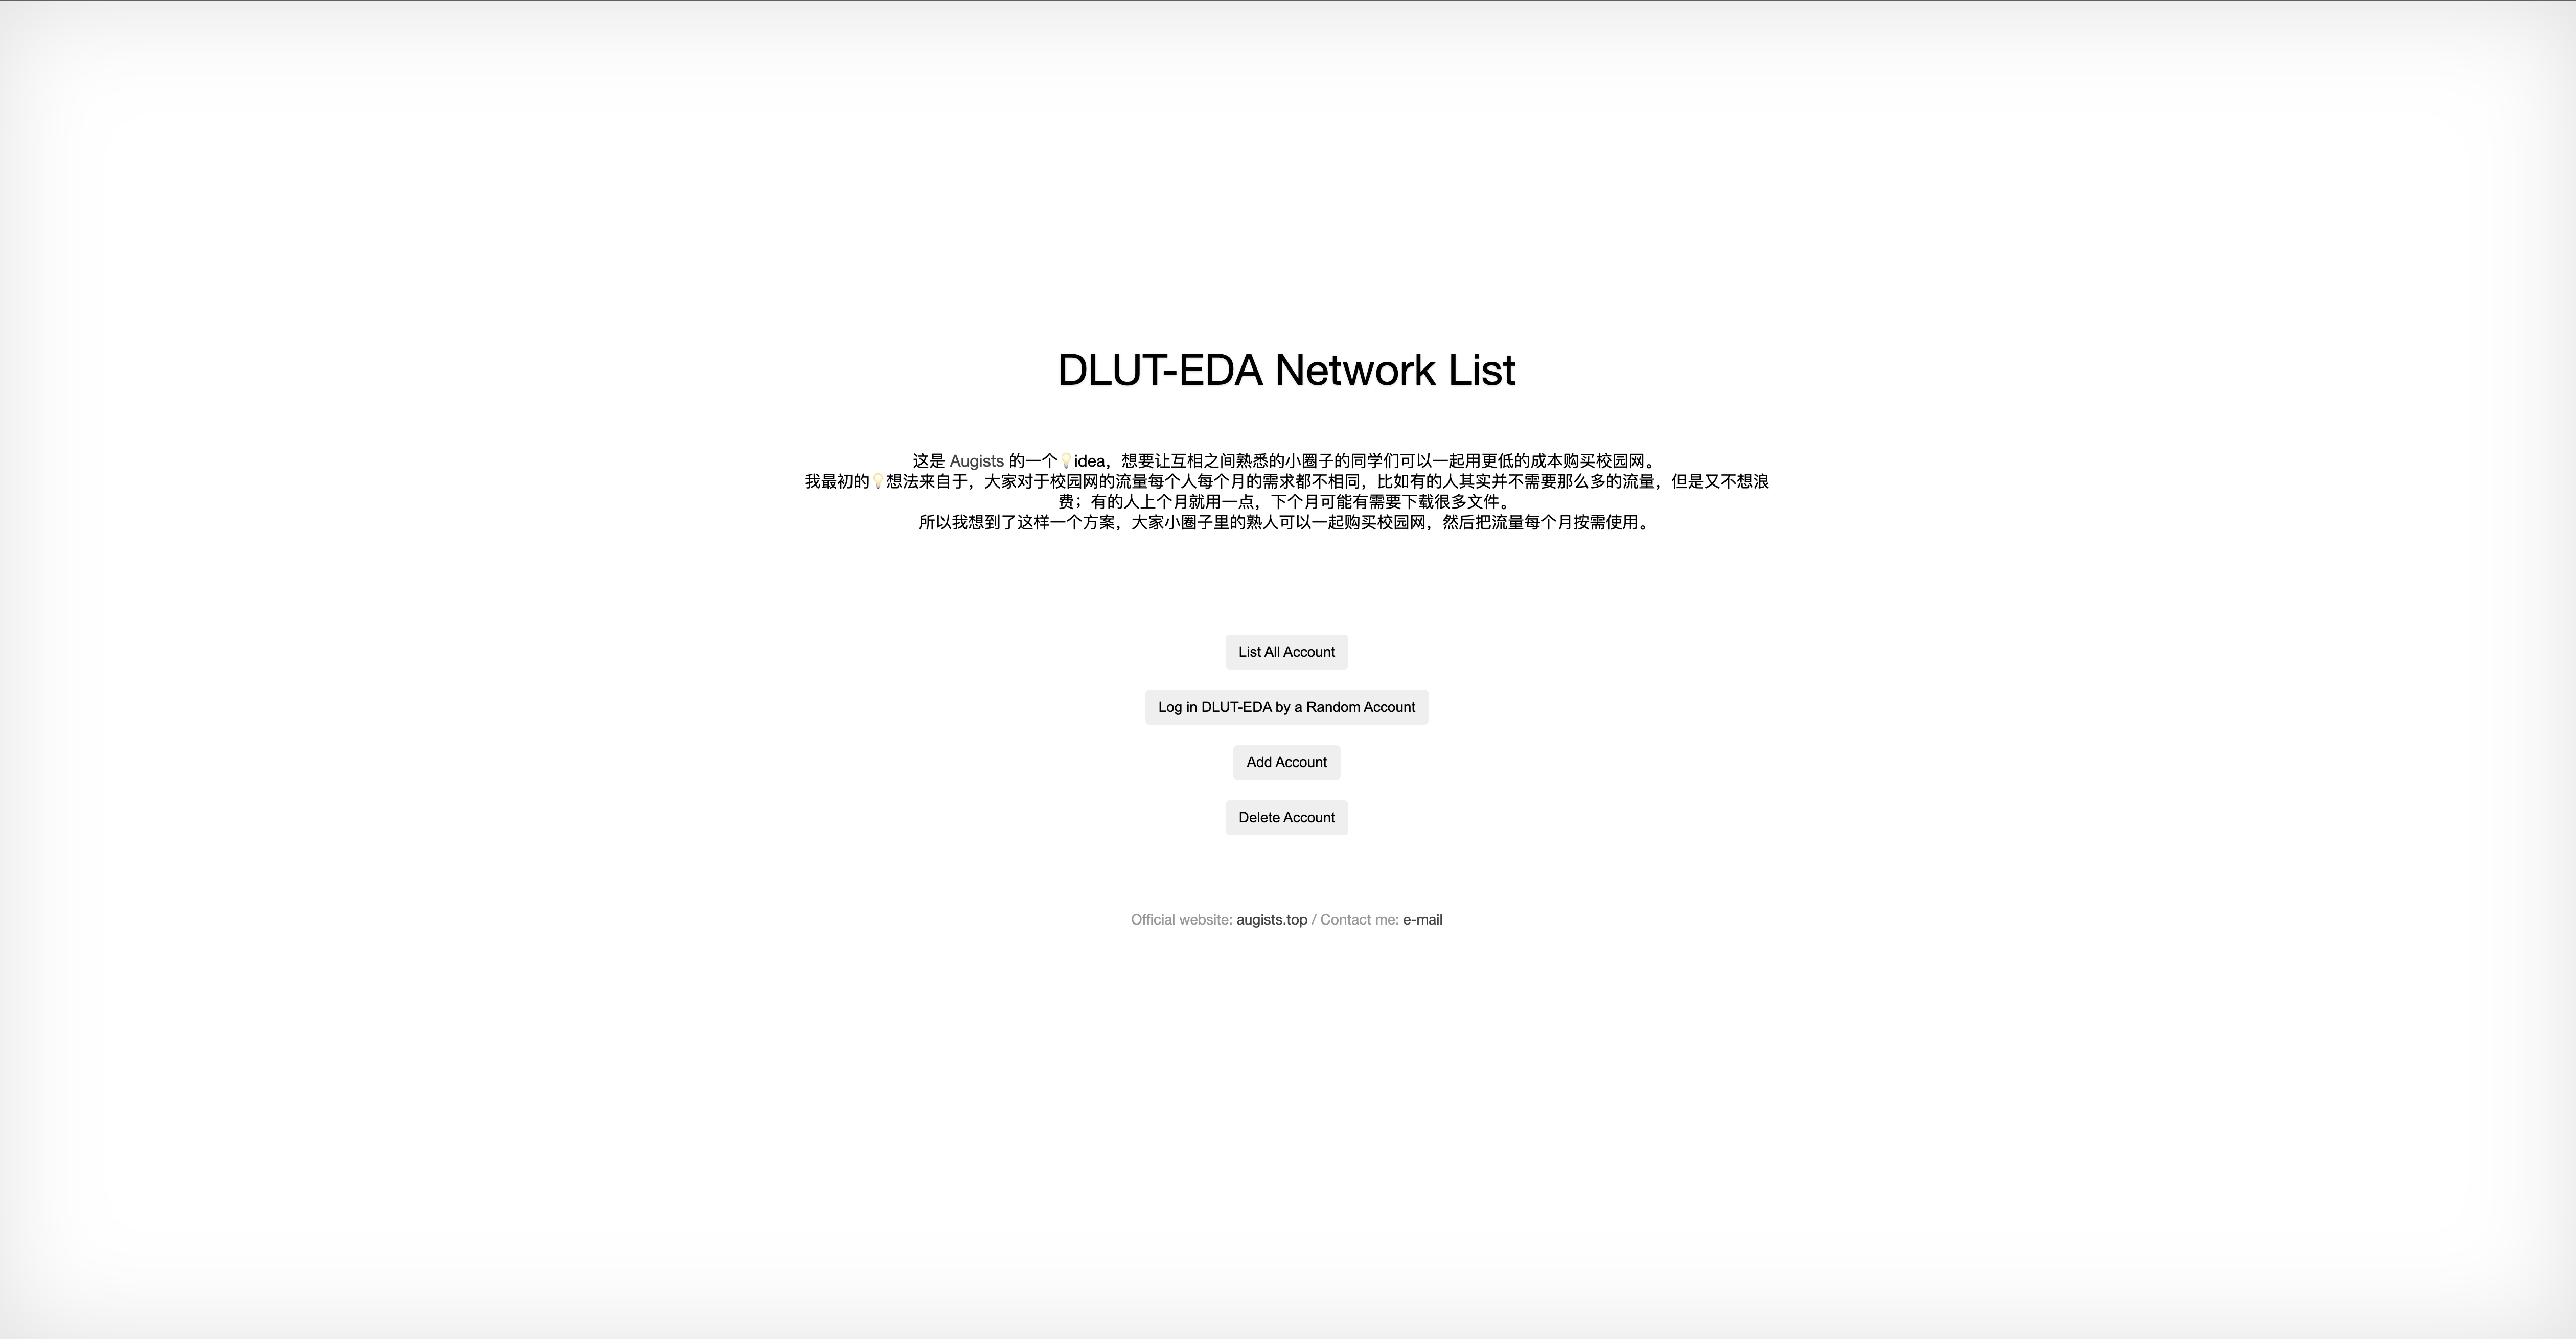 DLUT-EDA Network List
这是 Augists 的一个💡idea，想要让互相之间熟悉的小圈子的同学们可以一起用更低的成本购买校园网。
我最初的💡想法来自于，大家对于校园网的流量每个人每个月的需求都不相同，比如有的人其实并不需要那么多的流量，但是又不想浪
费；有的人上个月就用一点，下个月可能有需要下载很多文件。
所以我想到了这样一个方案，大家小圈子里的熟人可以一起购买校园网，然后把流量每个月按需使用。
List All Account
Log in DLUT-EDA by a Random Account
Add Account
Delete Account
Official website: augists.top / Contact me: e-mail